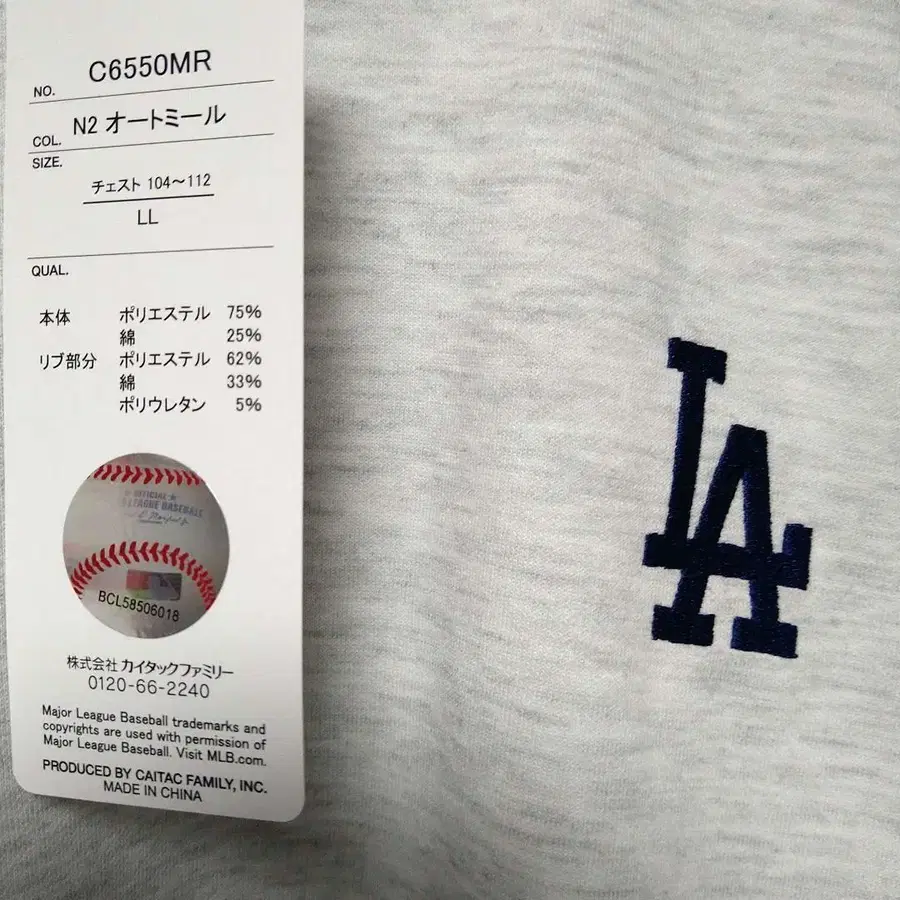 NO. C6550MR
COL. N2 オートミール
SIZE.
チェスト 104～112
LL
QUAL.
本体 ポリエステル 75%
綿 25%
リブ部分 ポリエステル 62%
綿 33%
ポリウレタン 5%
OFFICIAL
LEAGUE BASEBALL
BCL58506018
株式会社 カイタックファミリー
0120-66-2240
Major League Baseball trademarks and
copyrights are used with permission of
Major League Baseball. Visit MLB.com.
PRODUCED BY CAITAC FAMILY, INC.
MADE IN CHINA
LA